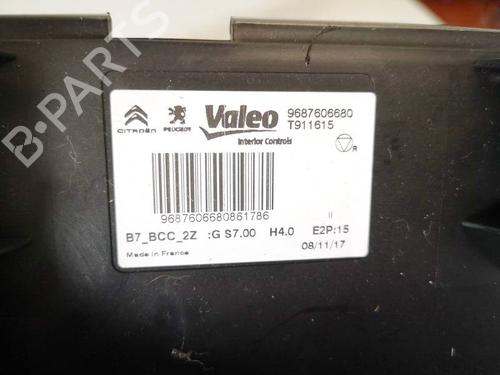 B-PARTS
CITROËN PEUGEOT Valeo 9687606680
T911615
Interior Controls
R
9687606680861786
II
B7_BCC_2Z :G S7.00 H4.0 E2P:15
Made in France 08/11/17